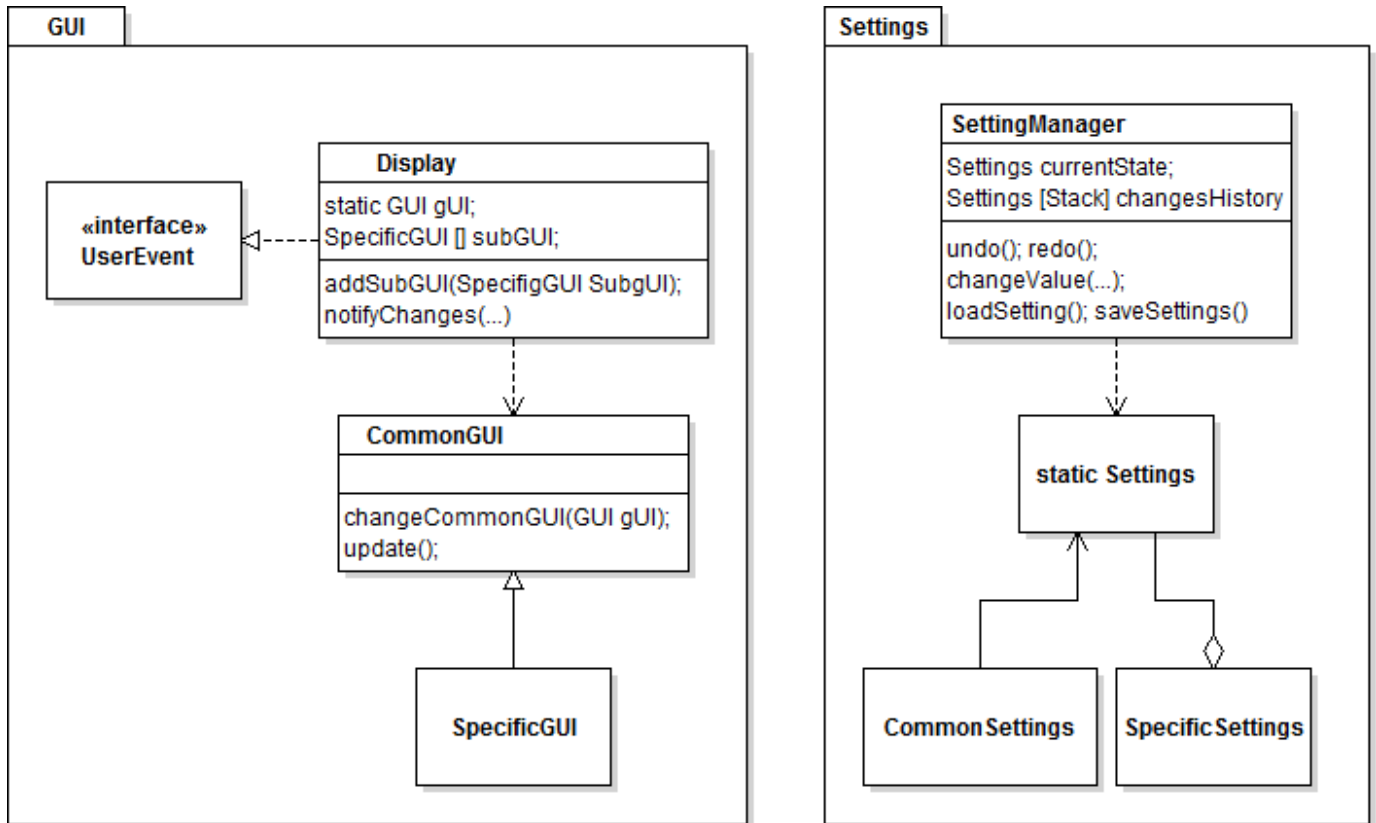 GUI
Display
static GUI gUI;
SpecificGUI [] subGUI;
addSubGUI(SpecifigGUI SubgUI);
notifyChanges(...)
«interface»
UserEvent
CommonGUI
changeCommonGUI(GUI gUI);
update();
SpecificGUI
Settings
SettingManager
Settings currentState;
Settings [Stack] changesHistory
undo(); redo();
changeValue(...);
loadSetting(); saveSettings()
static Settings
CommonSettings
SpecificSettings